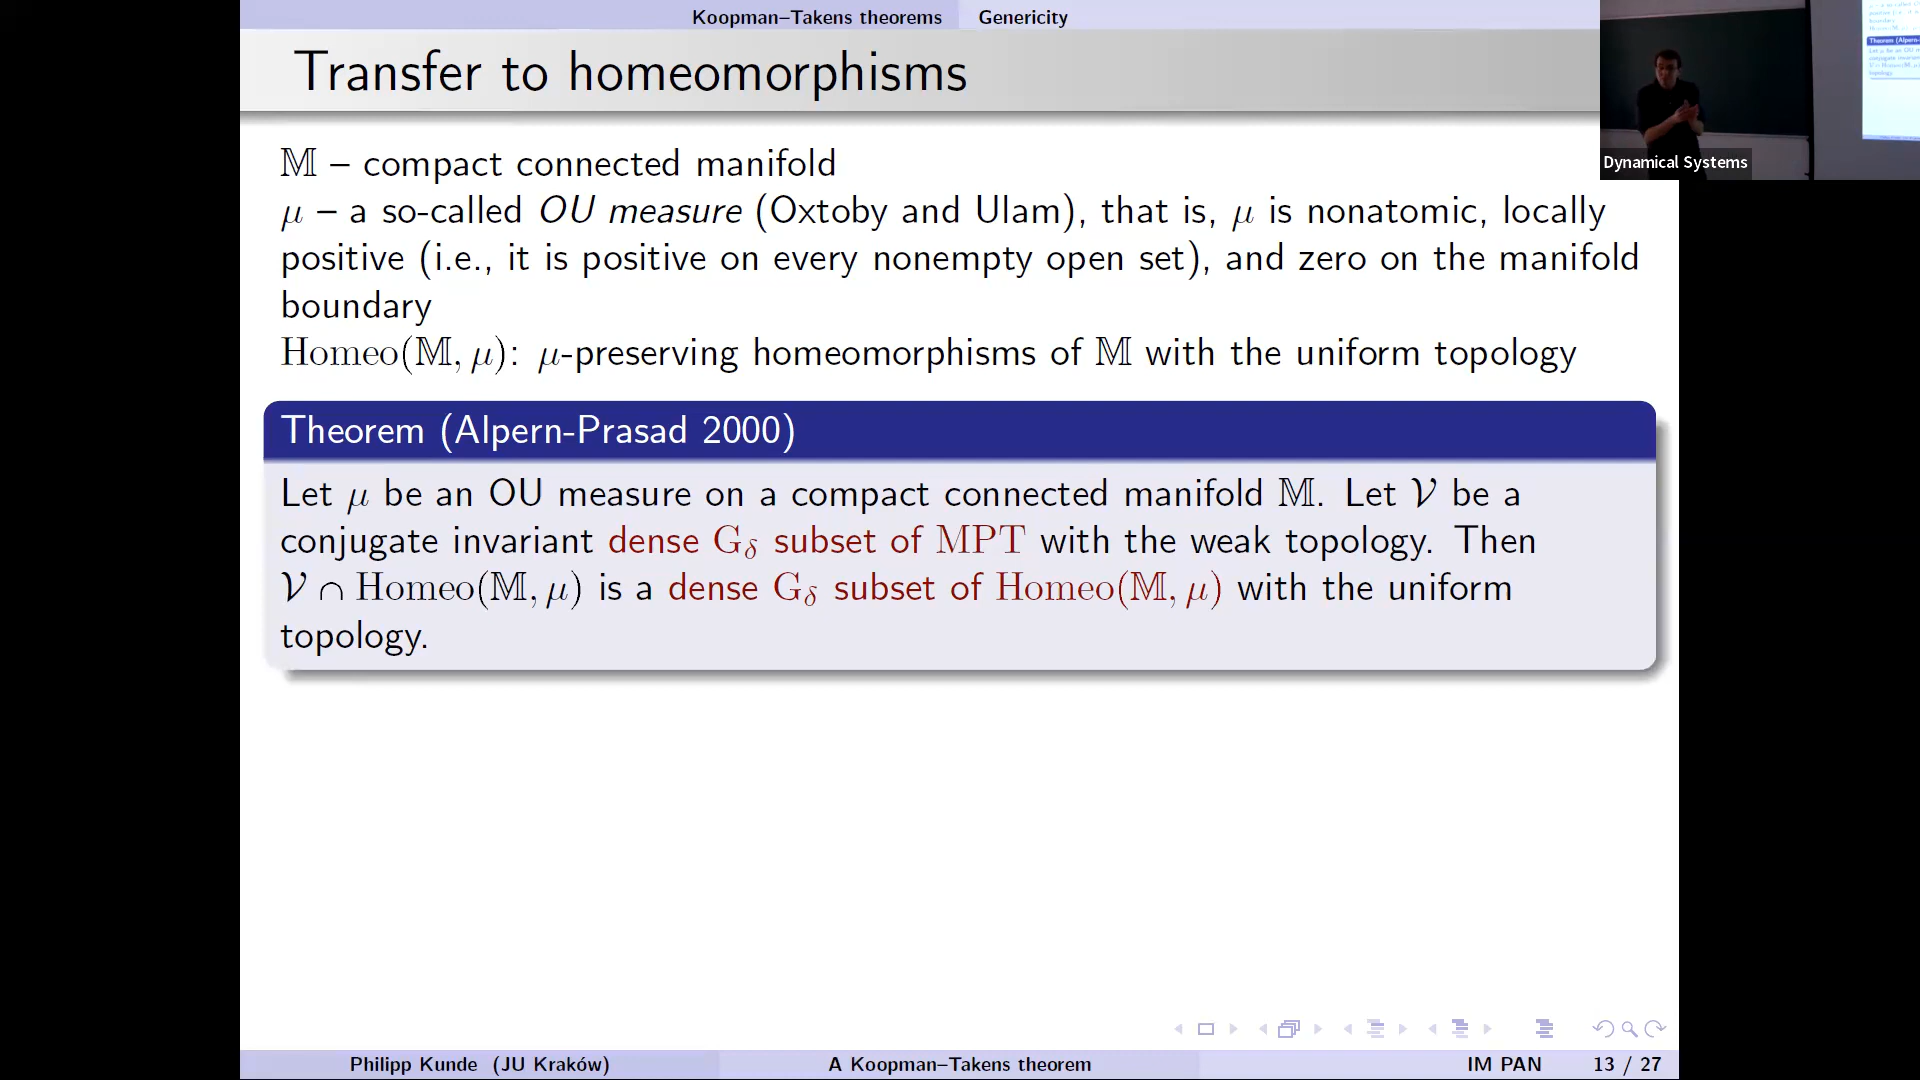 Koopman–Takens theorems Genericity
Transfer to homeomorphisms
𝕄 – compact connected manifold
μ – a so-called OU measure (Oxtoby and Ulam), that is, μ is nonatomic, locally
positive (i.e., it is positive on every nonempty open set), and zero on the manifold
boundary
Homeo(𝕄, μ): μ-preserving homeomorphisms of 𝕄 with the uniform topology
Theorem (Alpern-Prasad 2000)
Let μ be an OU measure on a compact connected manifold 𝕄. Let 𝒱 be a
conjugate invariant dense G_δ subset of MPT with the weak topology. Then
𝒱 ∩ Homeo(𝕄, μ) is a dense G_δ subset of Homeo(𝕄, μ) with the uniform
topology.
Philipp Kunde (JU Kraków) A Koopman–Takens theorem IM PAN 13 / 27
Dynamical Systems